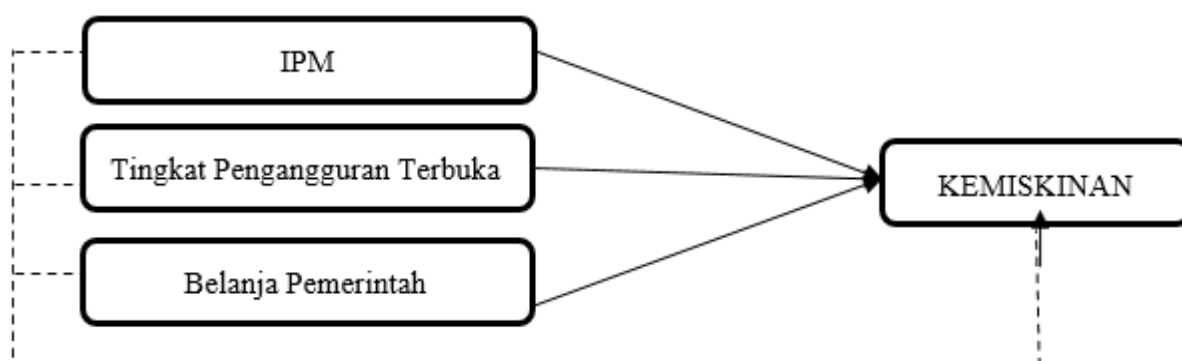 IPM
Tingkat Pengangguran Terbuka
KEMISKINAN
Belanja Pemerintah